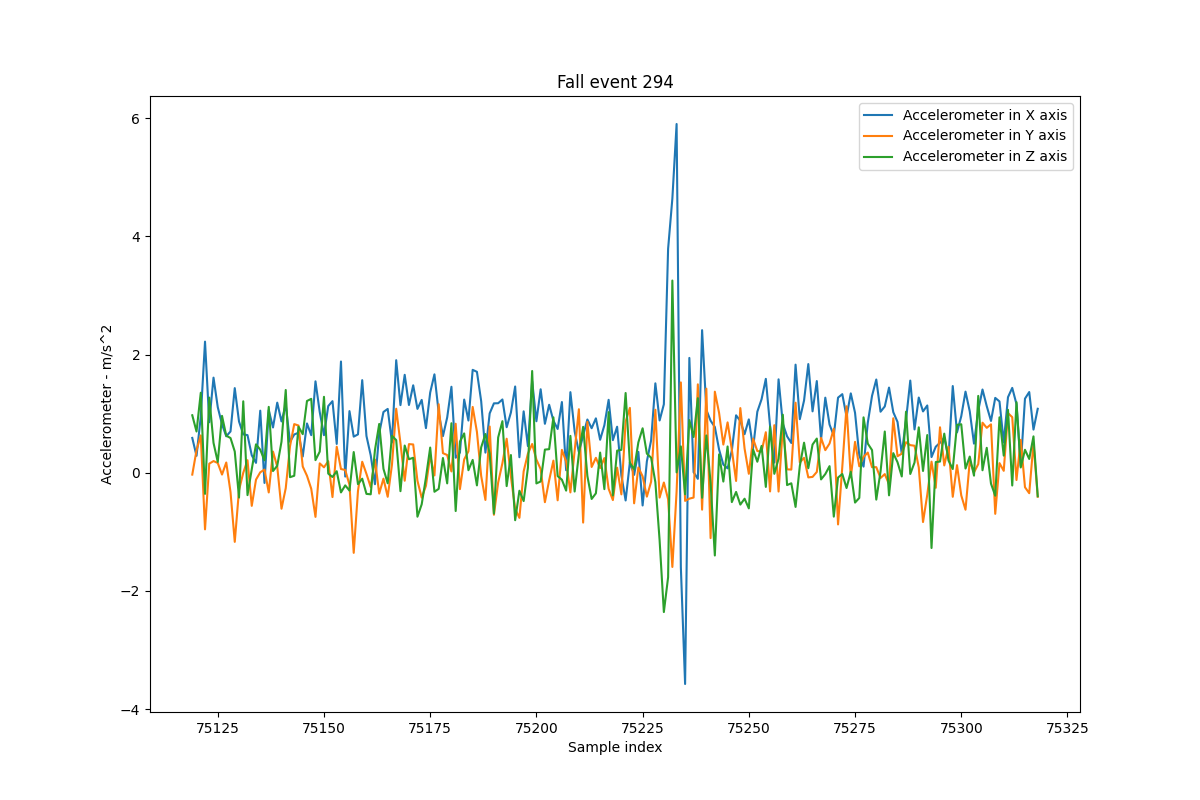 Fall event 294
Accelerometer in X axis
Accelerometer in Y axis
Accelerometer in Z axis
Accelerometer - m/s^2
6
4
2
0
−2
−4
75125 75150 75175 75200 75225 75250 75275 75300 75325
Sample index